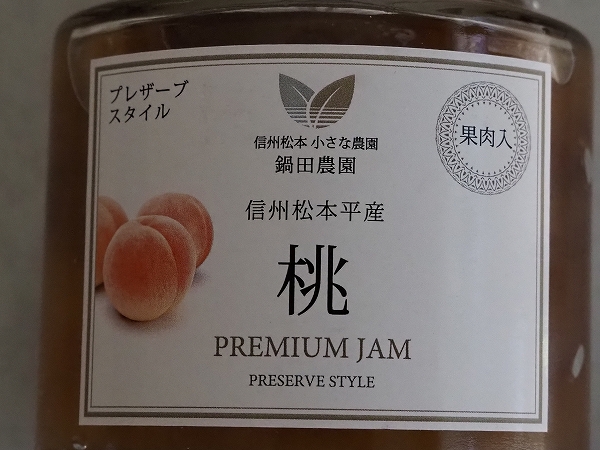 プレザーブ
スタイル
信州松本 小さな農園
鍋田農園
果肉入
信州松本平産
桃
PREMIUM JAM
PRESERVE STYLE